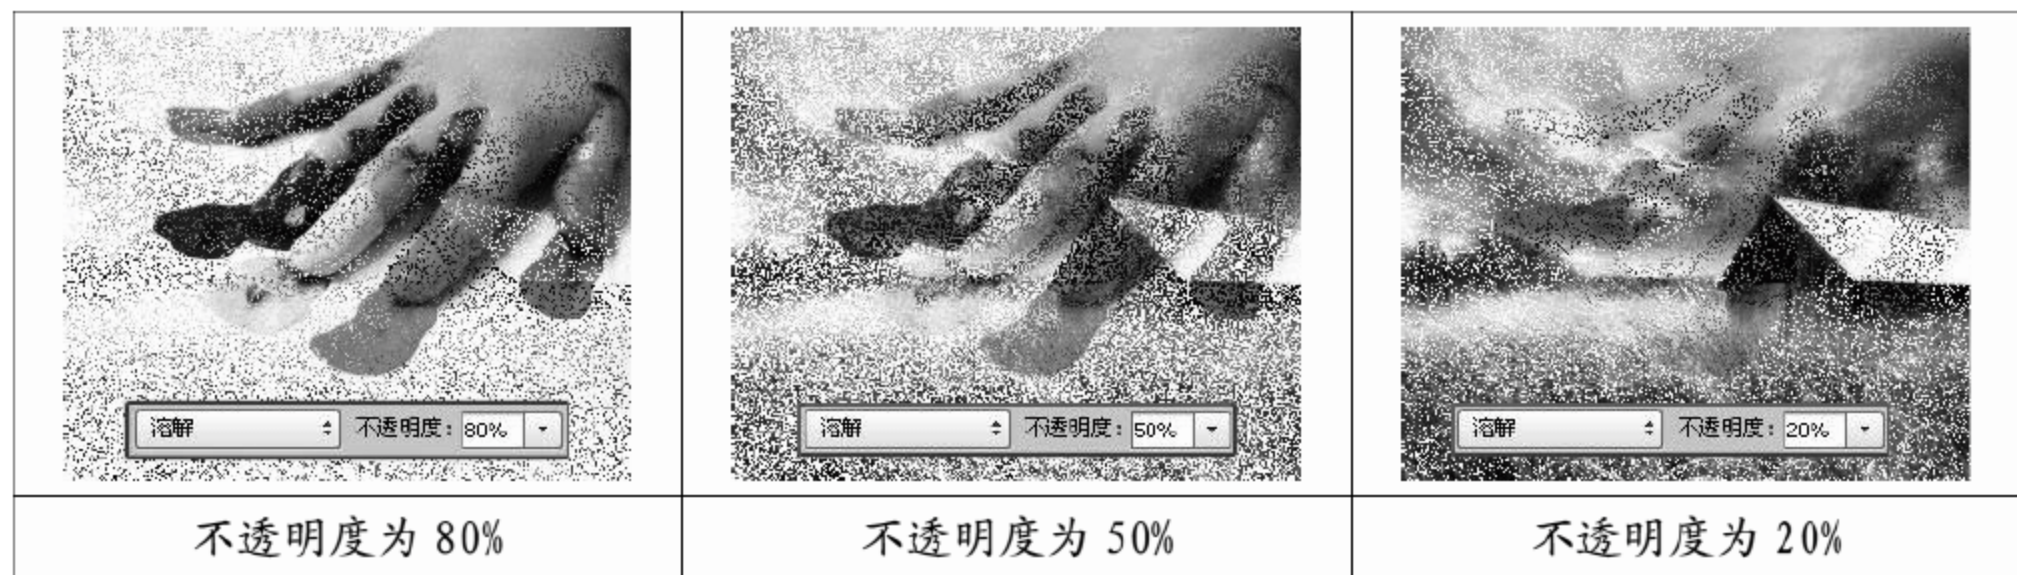 溶解 不透明度: 80%
溶解 不透明度: 50%
溶解 不透明度: 20%
不透明度为 80%
不透明度为 50%
不透明度为 20%